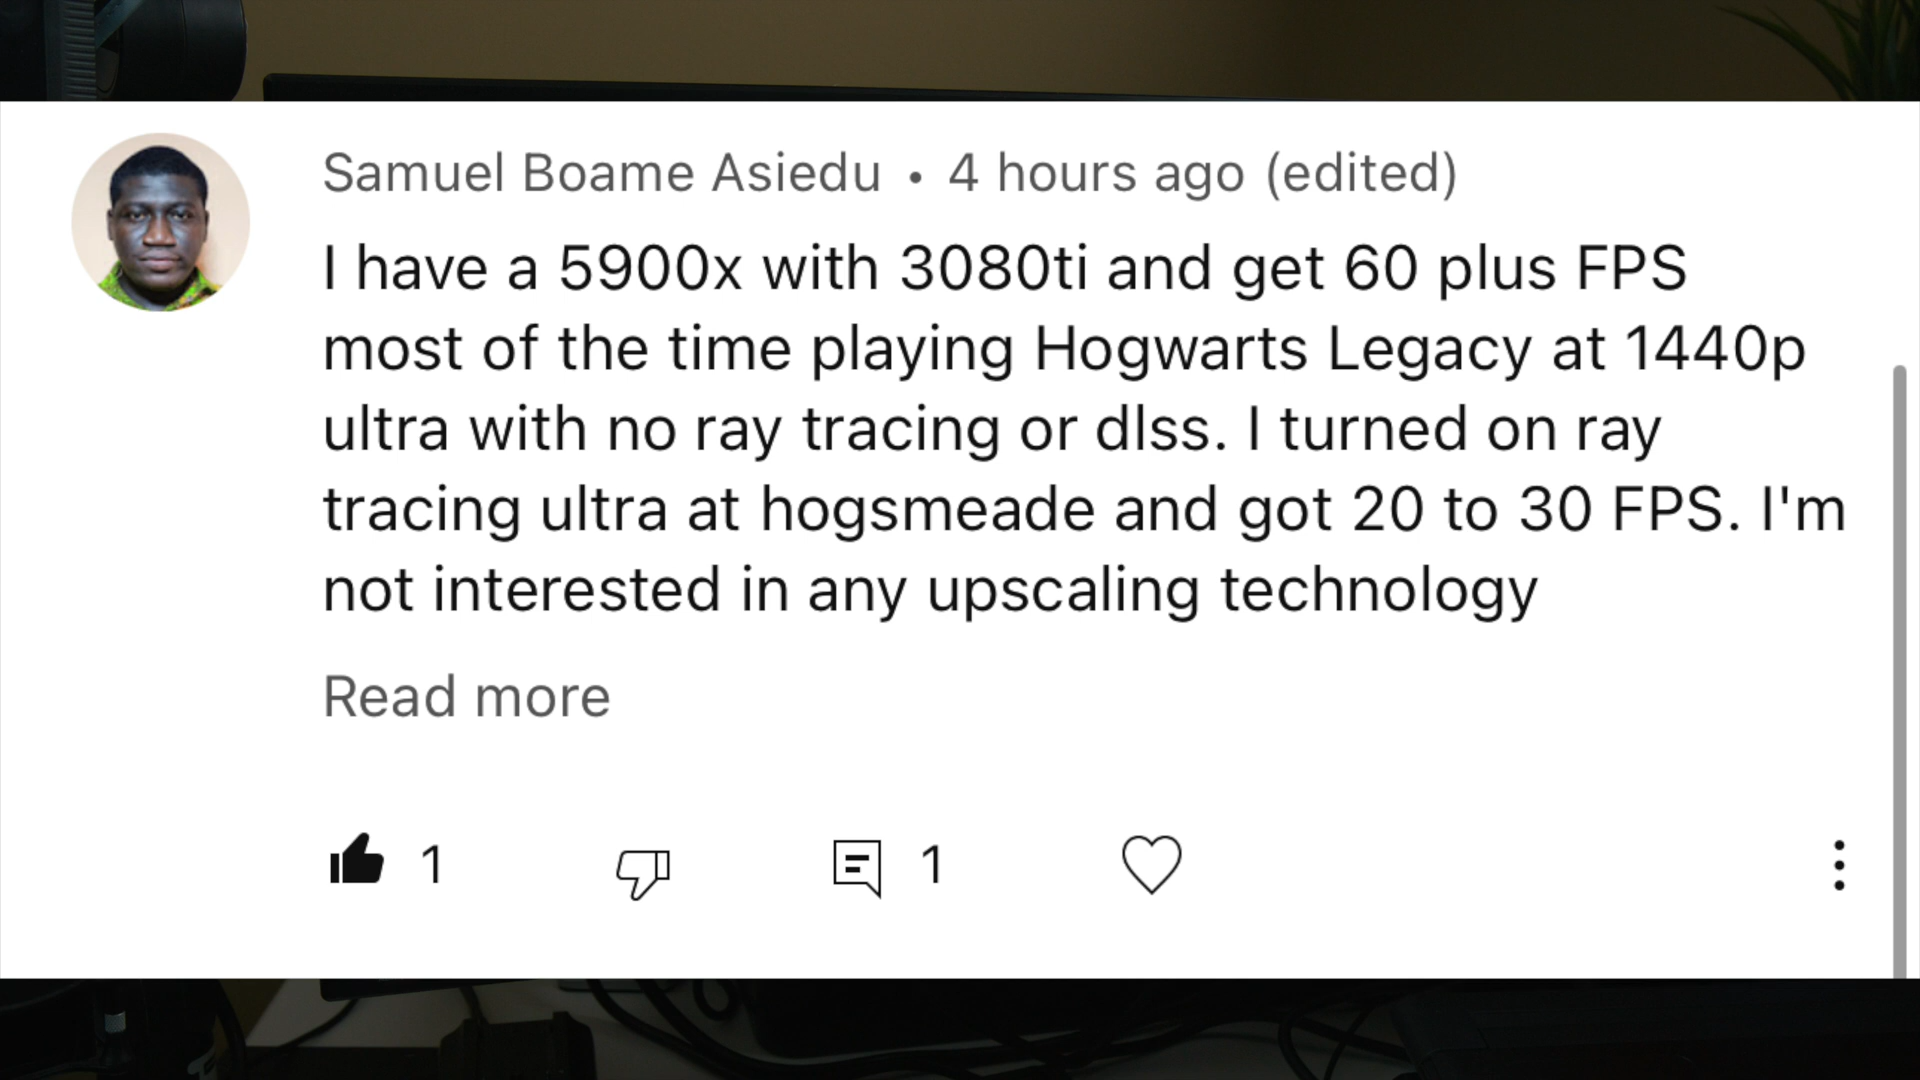 Samuel Boame Asiedu • 4 hours ago (edited)
I have a 5900x with 3080ti and get 60 plus FPS
most of the time playing Hogwarts Legacy at 1440p
ultra with no ray tracing or dlss. I turned on ray
tracing ultra at hogsmeade and got 20 to 30 FPS. I'm
not interested in any upscaling technology
Read more
1 1